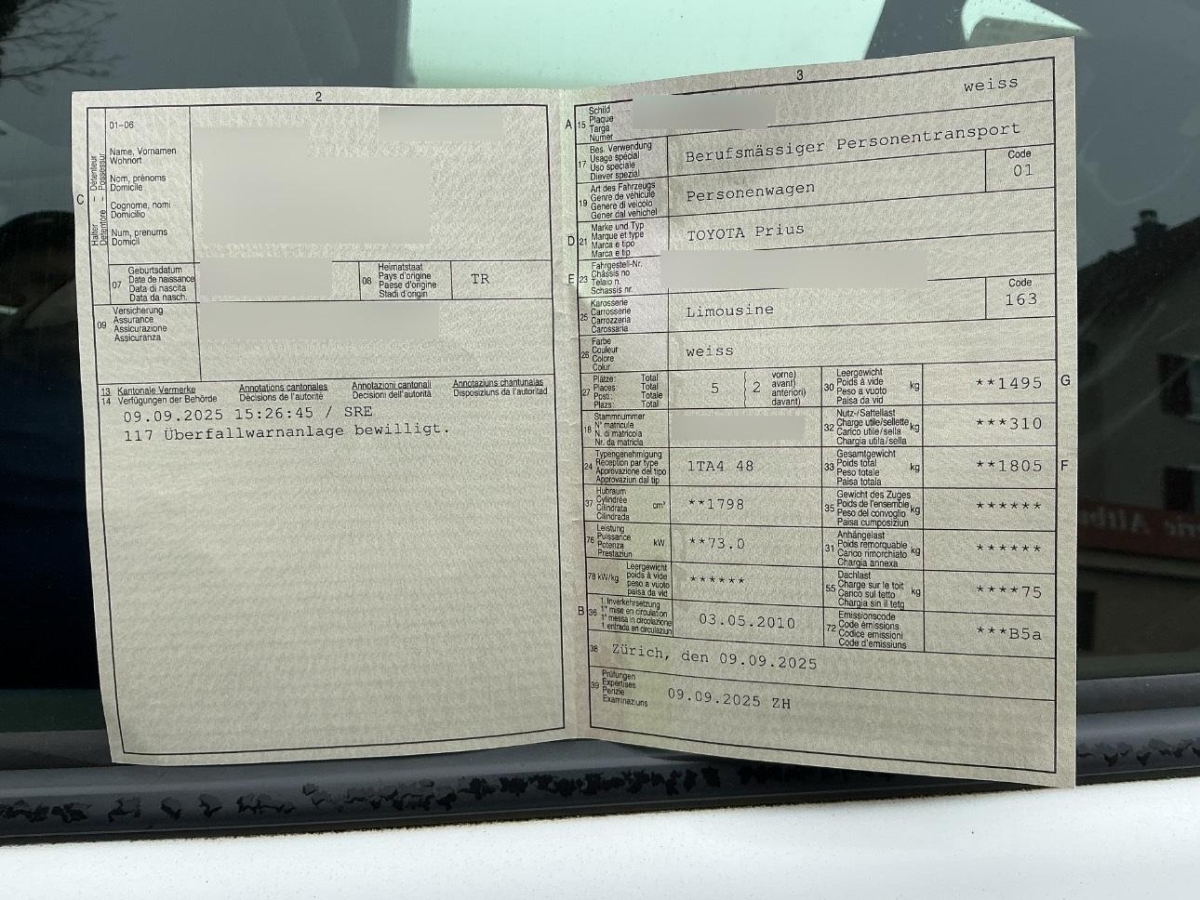 2
01-06
C
Halter – Détenteur
Detentore – Possessur
Name, Vornamen
Wohnort
Nom, prénoms
Domicile
Cognome, nomi
Domicilio
Num, prenums
Domicil
07
Geburtsdatum
Date de naissance
Data di nascita
Data da nasch.
08
Heimatstaat
Pays d'origine
Paese d'origine
Stadi d'origin
TR
09
Versicherung
Assurance
Assicurazione
Assicuranza
13 Kantonale Vermerke Annotations cantonales Annotazioni cantonali Annotaziuns chantunalas
14 Verfügungen der Behörde Décisions de l'autorité Decisioni dell'autorità Disposiziuns da l'autoritad
09.09.2025 15:26:45 / SRE
117 Überfallwarnanlage bewilligt.
3
A 15
Schild
Plaque
Targa
Numer
weiss
17
Bes. Verwendung
Usage spécial
Uso speciale
Diever spezial
Berufsmässiger Personentransport
19
Art des Fahrzeugs
Genre de véhicule
Genere di veicolo
Gener dal vehichel
Personenwagen
Code
01
D 21
Marke und Typ
Marque et type
Marca e tipo
Marca e tip
TOYOTA Prius
E 23
Fahrgestell-Nr.
Châssis no
Telaio n.
Schassis nr.
25
Karosserie
Carrosserie
Carrozzeria
Carossaria
Limousine
Code
163
26
Farbe
Couleur
Colore
Colur
weiss
27
Plätze: Total
Places: Total
Posti: Totale
Plazs: Total
5
2
vorne)
avant)
anteriori)
davant)
30
Leergewicht
Poids à vide
Peso a vuoto
Paisa da vid
kg
**1495
G
18
Stammnummer
N° matricule
N. di matricola
Nr. da matricla
32
Nutz-/Sattellast
Charge utile/sellette
Carico utile/sella
Chargia utila/sella
kg
***310
24
Typengenehmigung
Réception par type
Approvazione del tipo
Approvaziun dal tip
1TA4 48
33
Gesamtgewicht
Poids total
Peso totale
Paisa totala
kg
**1805
F
37
Hubraum
Cylindrée
Cilindrata
Cilindrada
cm³
**1798
35
Gewicht des Zuges
Poids de l'ensemble
Peso del convoglio
Paisa cumposiziun
kg
******
76
Leistung
Puissance
Potenza
Prestaziun
kW
**73.0
31
Anhängelast
Poids remorquable
Carico rimorchiato
Chargia annexa
kg
******
78 kW/kg
Leergewicht
poids à vide
peso a vuoto
paisa da vid
******
55
Dachlast
Charge sur le toit
Carico sul tetto
Chargia sin il tetg
kg
****75
B 36
1. Inverkehrsetzung
1re mise en circulation
1a messa in circolazione
1. entrada en circulaziun
03.05.2010
72
Emissionscode
Code émissions
Codice emissioni
Code d'emissiuns
***B5a
38 Zürich, den 09.09.2025
39
Prüfungen
Expertises
Perizie
Examinaziuns
09.09.2025 ZH